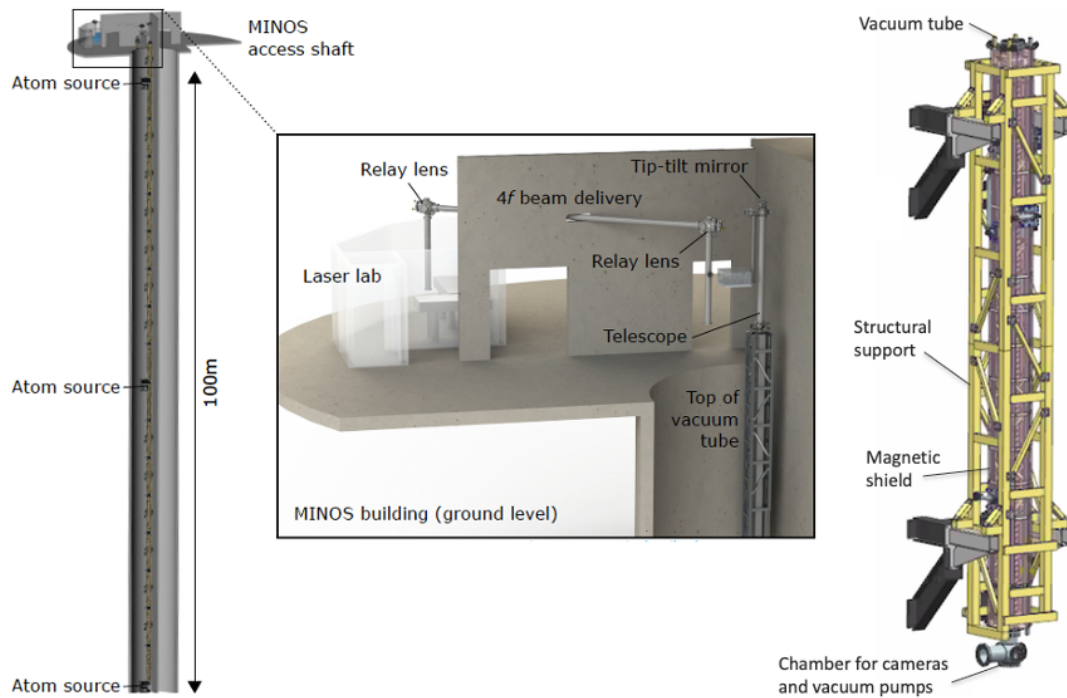 MINOS
access shaft
Atom source
Atom source
100m
Atom source
Relay lens
Tip-tilt mirror
4f beam delivery
Laser lab
Relay lens
Telescope
Top of
vacuum
tube
MINOS building (ground level)
Vacuum tube
Structural
support
Magnetic
shield
Chamber for cameras
and vacuum pumps